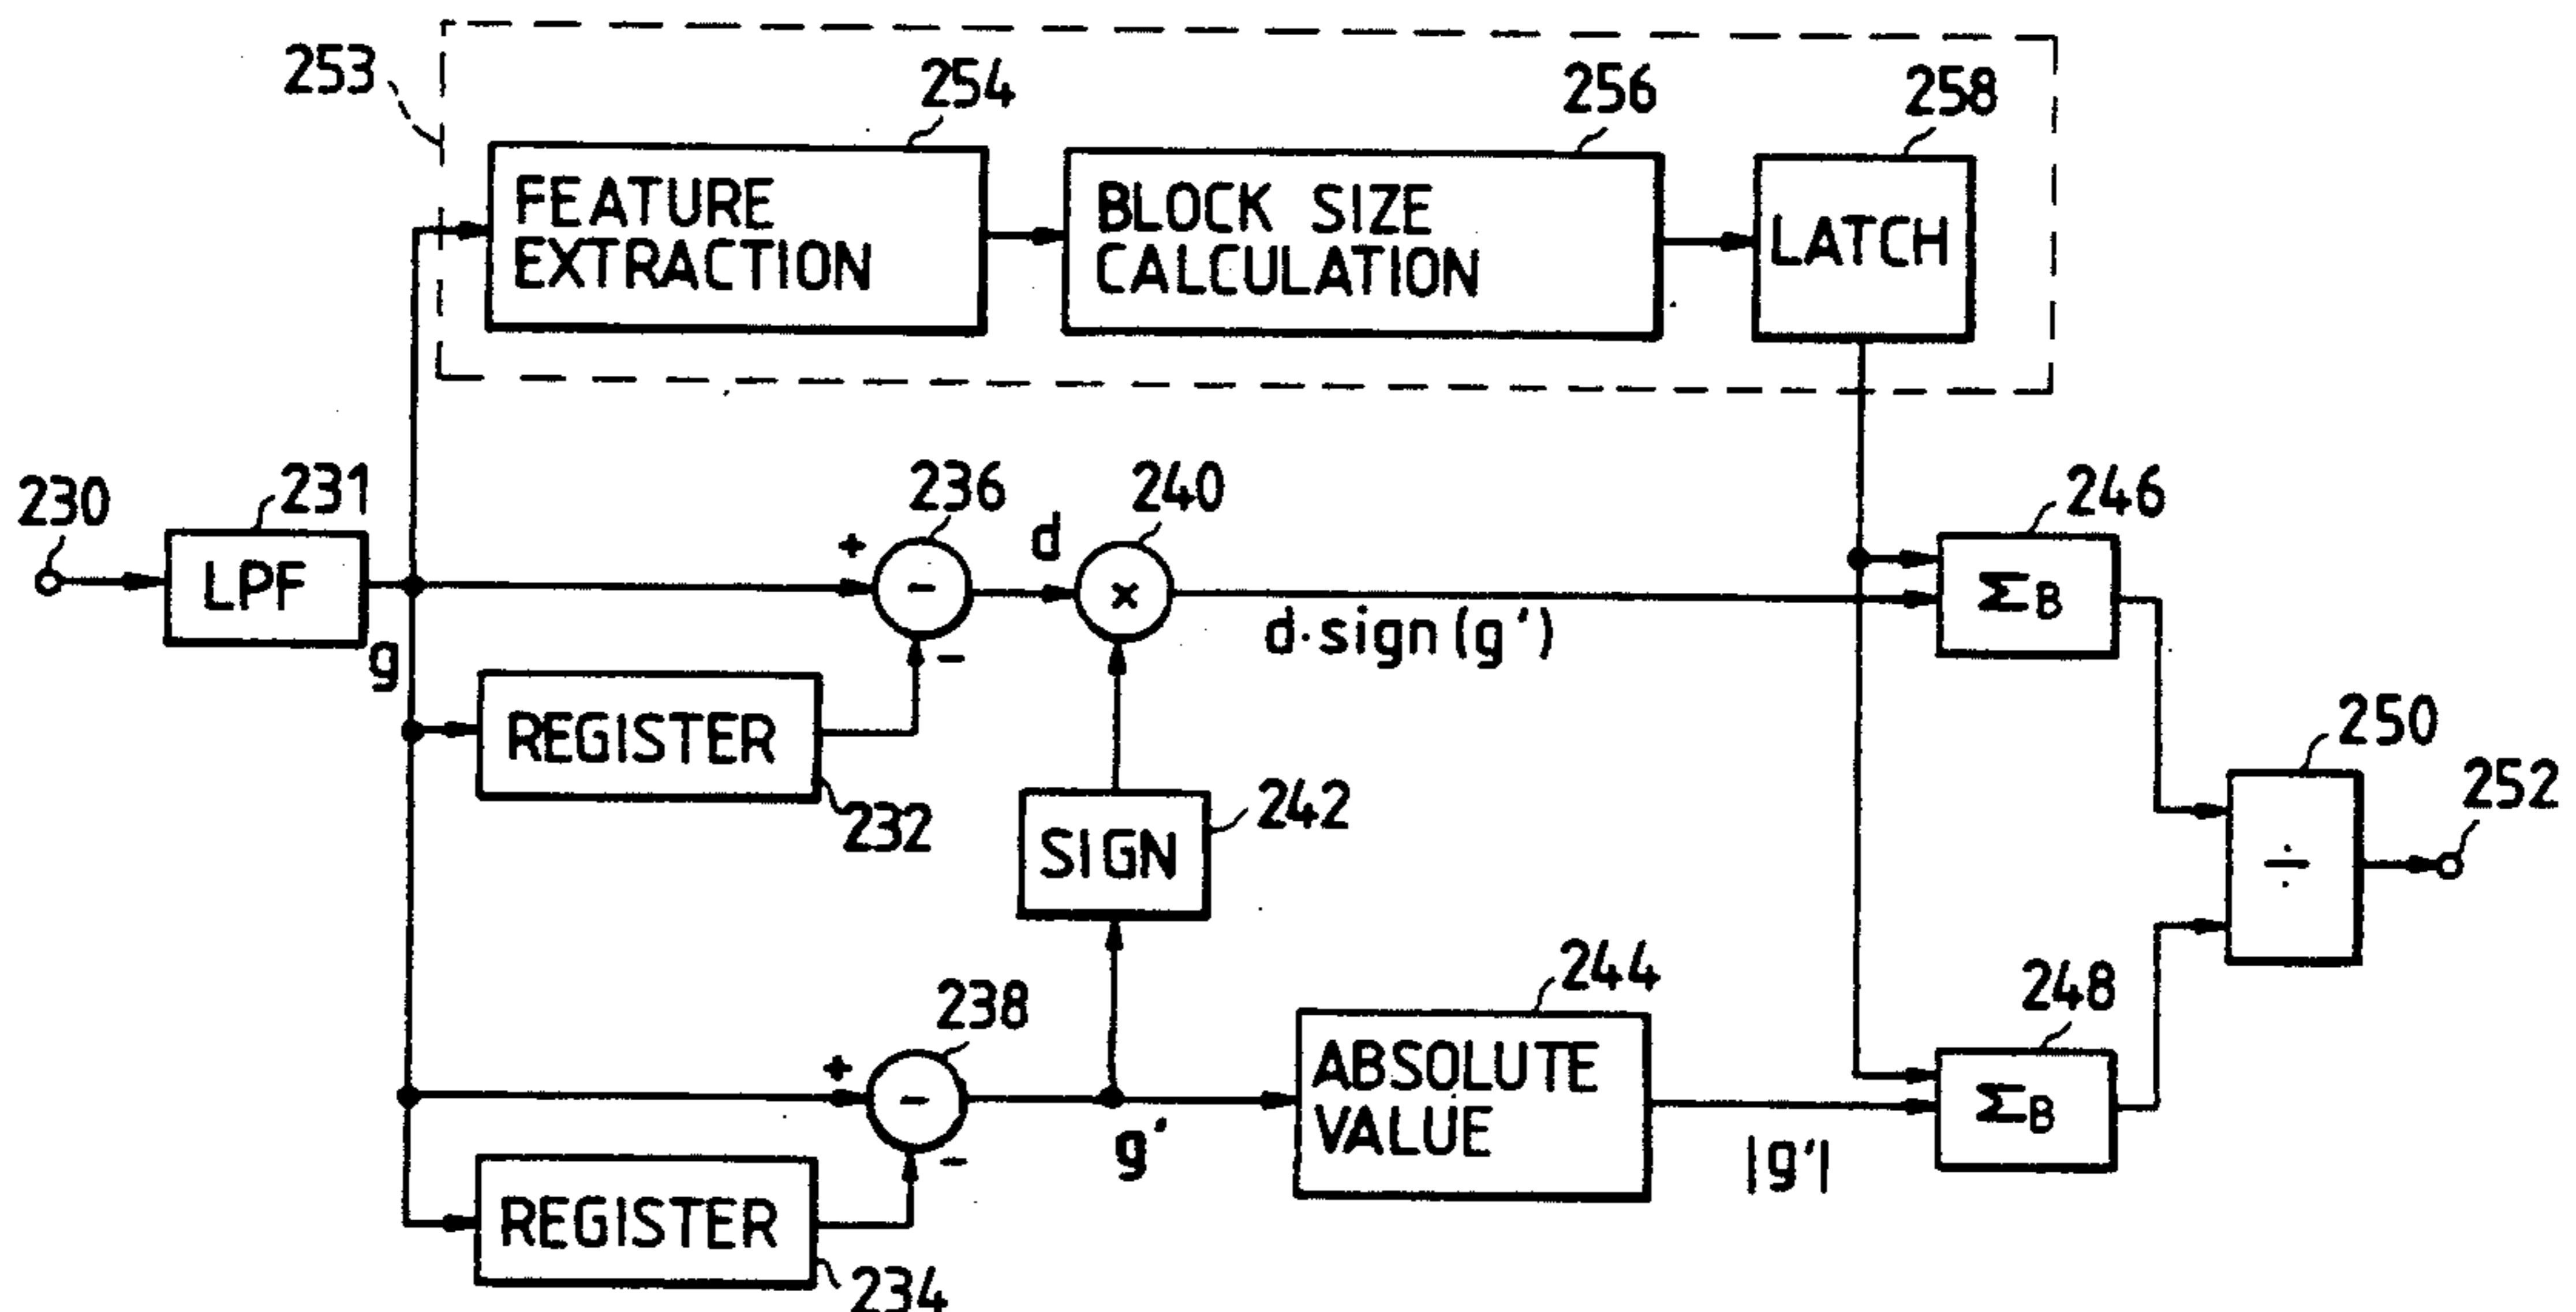 253
254
256
258
FEATURE
EXTRACTION
BLOCK SIZE
CALCULATION
LATCH
230
231
236
240
246
LPF
+
-
d
×
ΣB
g
-
d·sign(g')
REGISTER
232
242
250
252
SIGN
÷
238
244
248
+
-
ABSOLUTE
VALUE
ΣB
-
g'
|g'|
REGISTER
234